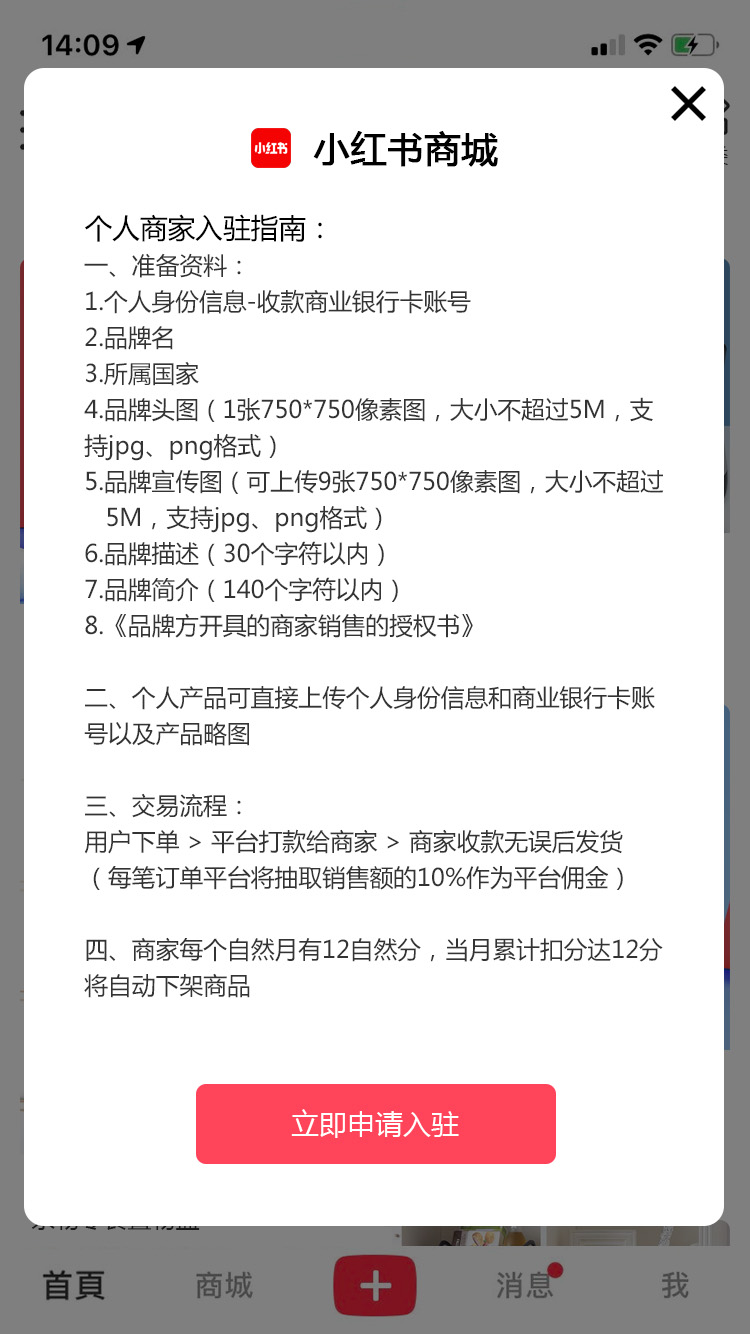 14:09
小红书
小红书商城
个人商家入驻指南：
一、准备资料：
1.个人身份信息-收款商业银行卡账号
2.品牌名
3.所属国家
4.品牌头图（1张750*750像素图，大小不超过5M，支
持jpg、png格式）
5.品牌宣传图（可上传9张750*750像素图，大小不超过
5M，支持jpg、png格式）
6.品牌描述（30个字符以内）
7.品牌简介（140个字符以内）
8.《品牌方开具的商家销售的授权书》
二、个人产品可直接上传个人身份信息和商业银行卡账
号以及产品略图
三、交易流程：
用户下单 > 平台打款给商家 > 商家收款无误后发货
（每笔订单平台将抽取销售额的10%作为平台佣金）
四、商家每个自然月有12自然分，当月累计扣分达12分
将自动下架商品
立即申请入驻
首頁 商城 消息 我